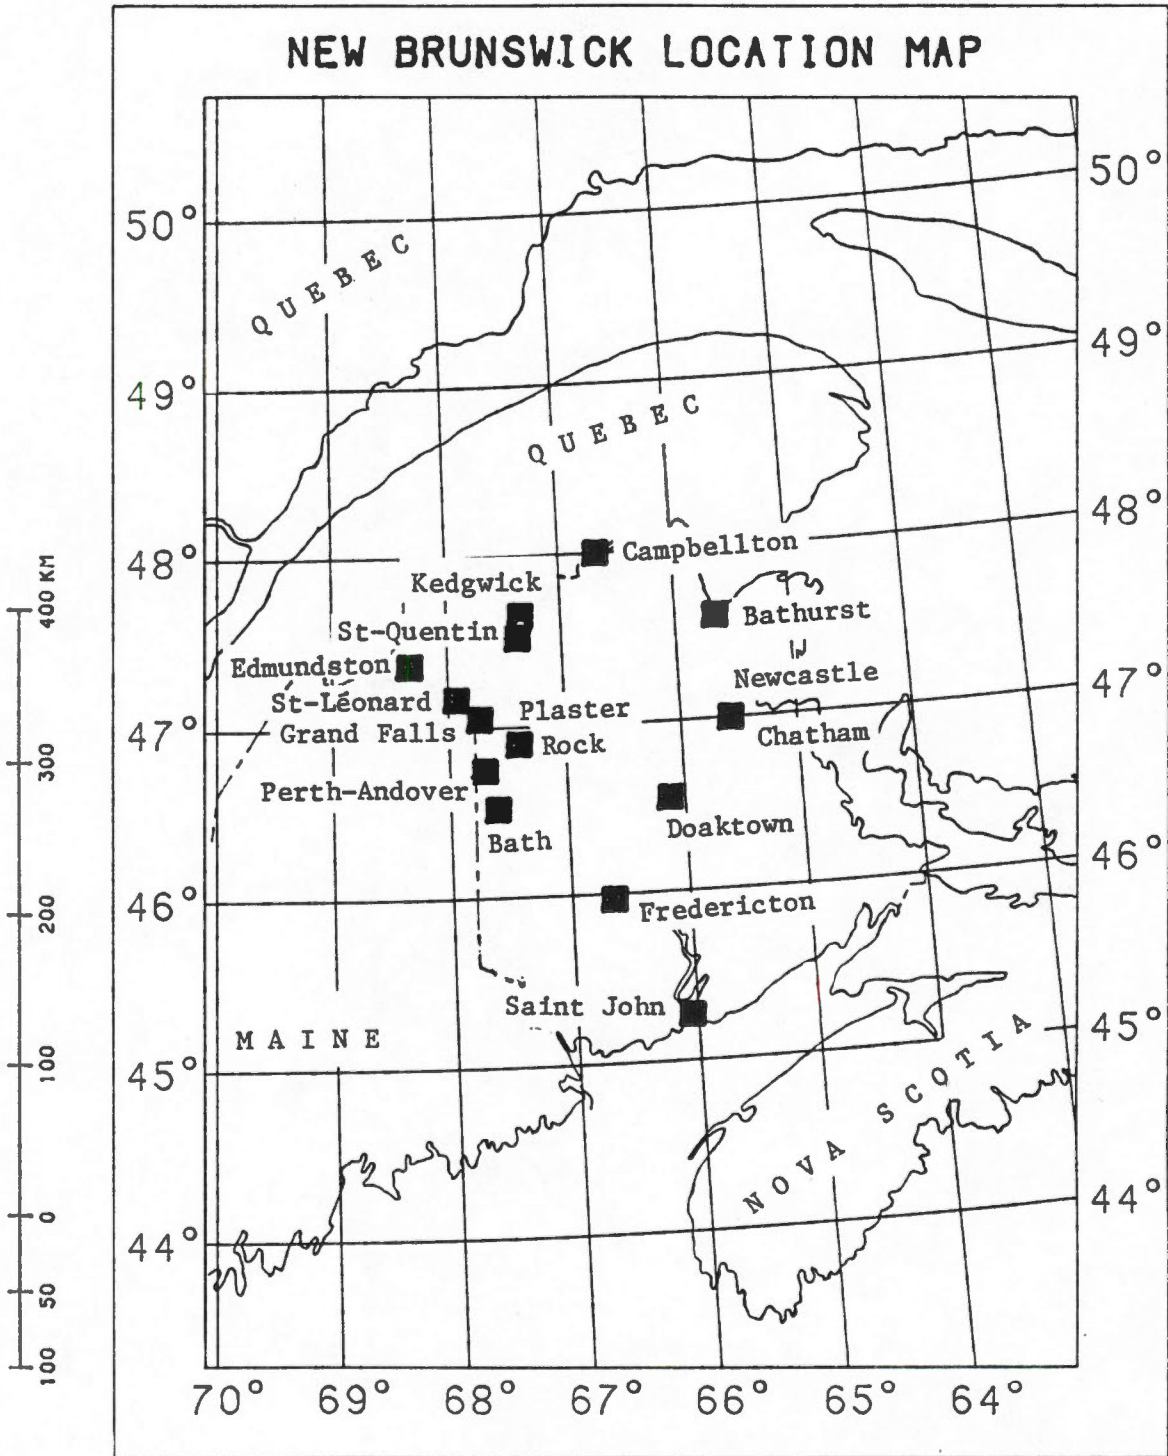 NEW BRUNSWICK LOCATION MAP
50°
50°
QUEBEC
49°
49°
QUEBEC
48°
48°
Campbellton
Kedgwick
Bathurst
St-Quentin
Edmundston
Newcastle
47°
47°
St-Léonard
Plaster
Rock
Grand Falls
Chatham
Perth-Andover
Doaktown
Bath
46°
46°
Fredericton
Saint John
MAINE
45°
45°
NOVA SCOTIA
44°
44°
70° 69° 68° 67° 66° 65° 64°
400 KM
300
200
100
0
50
100